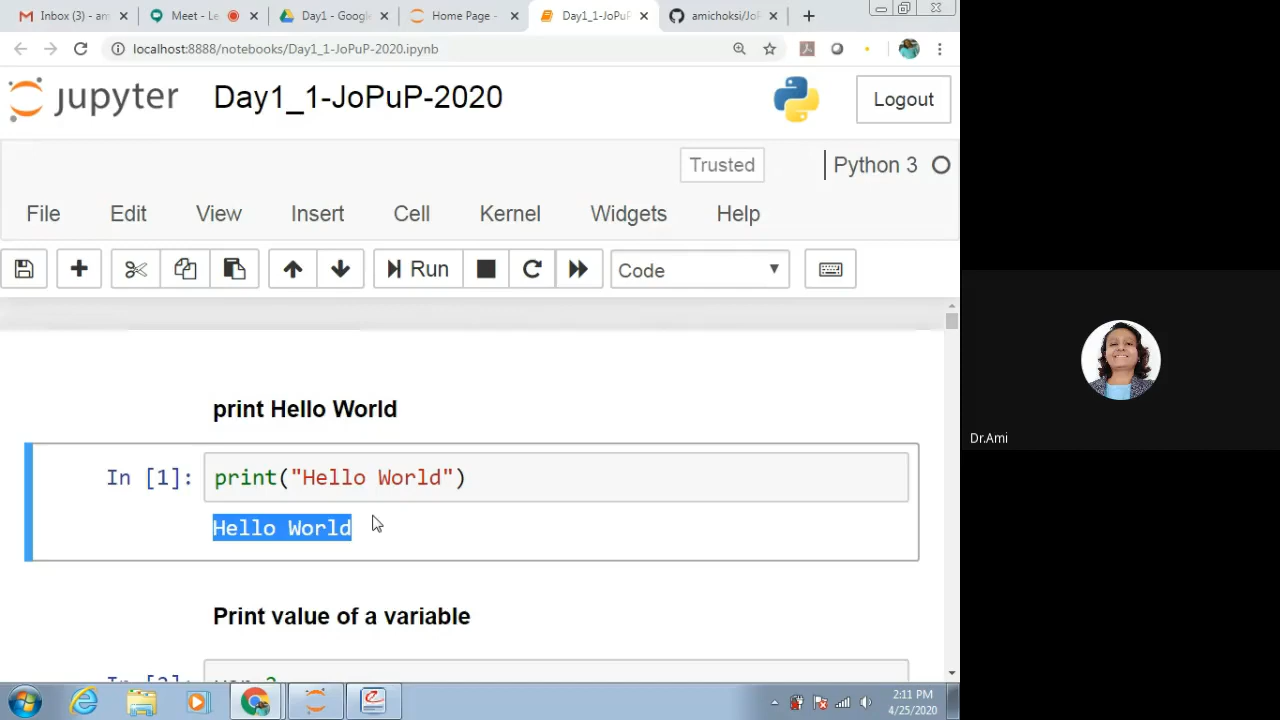 Inbox (3) - am
Meet - Le
Day1 - Google
Home Page -
Day1_1-JoPuP
amichoksi/JoP
localhost:8888/notebooks/Day1_1-JoPuP-2020.ipynb
jupyter
Day1_1-JoPuP-2020
Logout
Trusted
Python 3
File
Edit
View
Insert
Cell
Kernel
Widgets
Help
Run
Code
print Hello World
In [1]:
print("Hello World")
Hello World
Dr.Ami
Print value of a variable
2:11 PM
4/25/2020